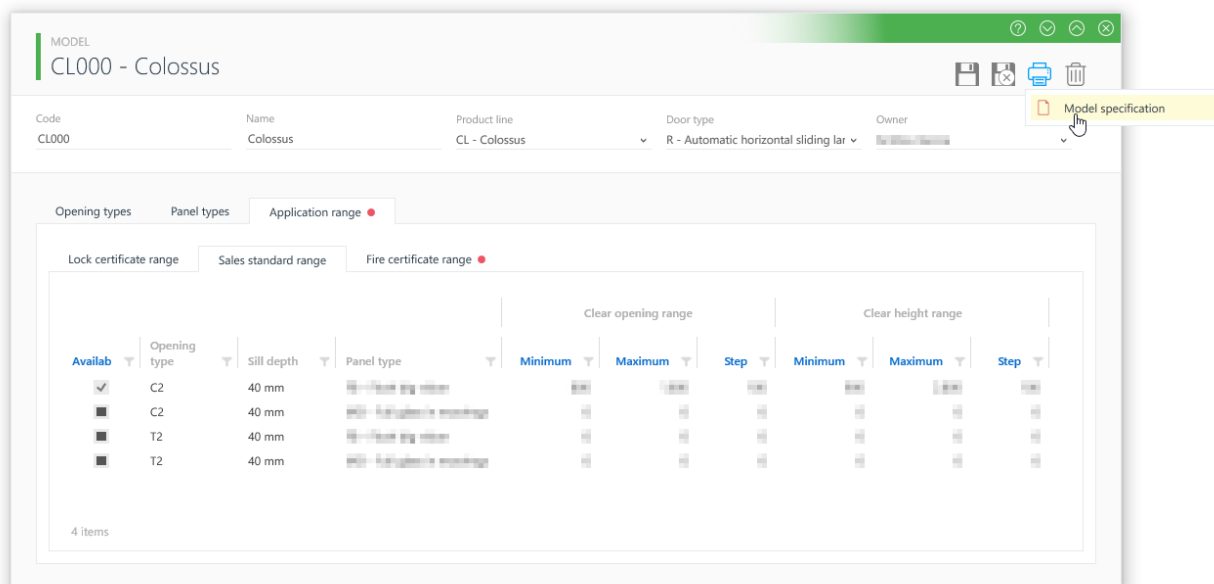 MODEL
CL000 - Colossus
Model specification
Code Name Product line Door type Owner
CL000 Colossus CL - Colossus R - Automatic horizontal sliding lar
Opening types Panel types Application range
Lock certificate range Sales standard range Fire certificate range
Clear opening range Clear height range
Availab Opening type Sill depth Panel type Minimum Maximum Step Minimum Maximum Step
C2 40 mm
C2 40 mm
T2 40 mm
T2 40 mm
4 items